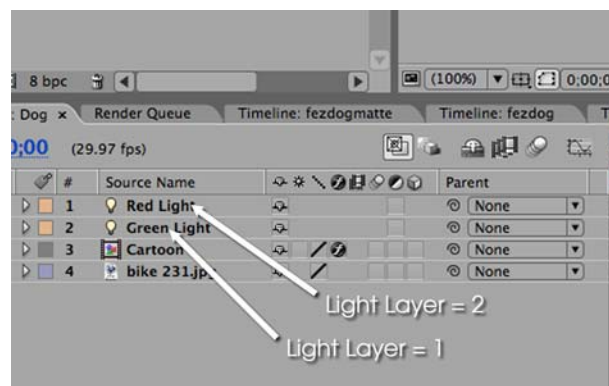 8 bpc
(100%)
0;00;0
Dog × Render Queue Timeline: fezdogmatte Timeline: fezdog
;00 (29.97 fps)
# Source Name Parent
1 Red Light None
2 Green Light None
3 Cartoon None
4 bike 231.jpg None
Light Layer = 2
Light Layer = 1